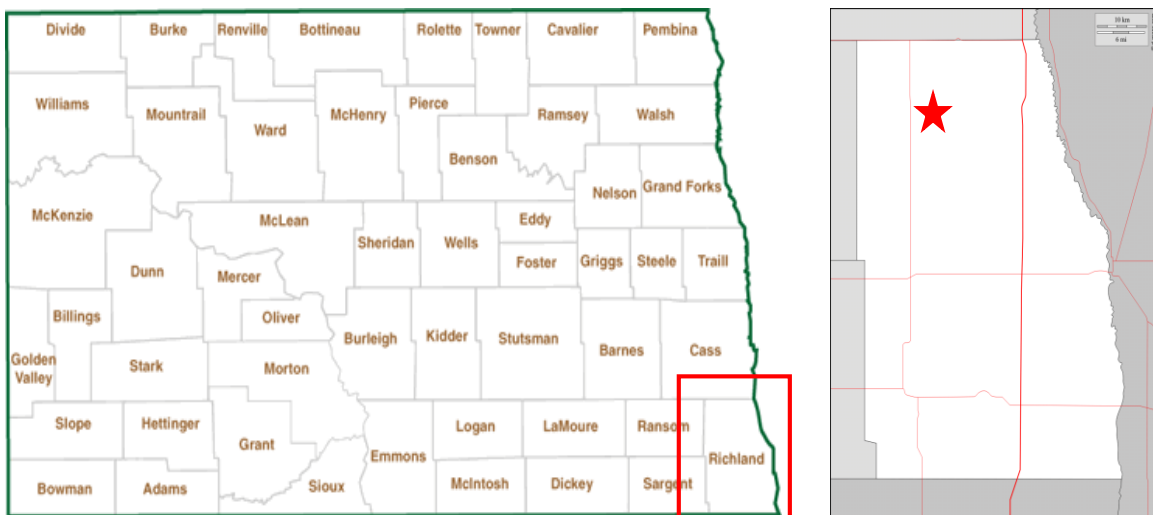 Divide Burke Renville Bottineau Rolette Towner Cavalier Pembina
Williams Mountrail Ward McHenry Pierce Ramsey Walsh
Benson
Nelson Grand Forks
McKenzie McLean Eddy
Sheridan Wells
Dunn Mercer Foster Griggs Steele Traill
Billings Oliver
Burleigh Kidder Stutsman Barnes Cass
Golden
Valley
Stark Morton
Slope Hettinger Grant Emmons Logan LaMoure Ransom Richland
Bowman Adams Sioux McIntosh Dickey Sargent
10 km
6 mi